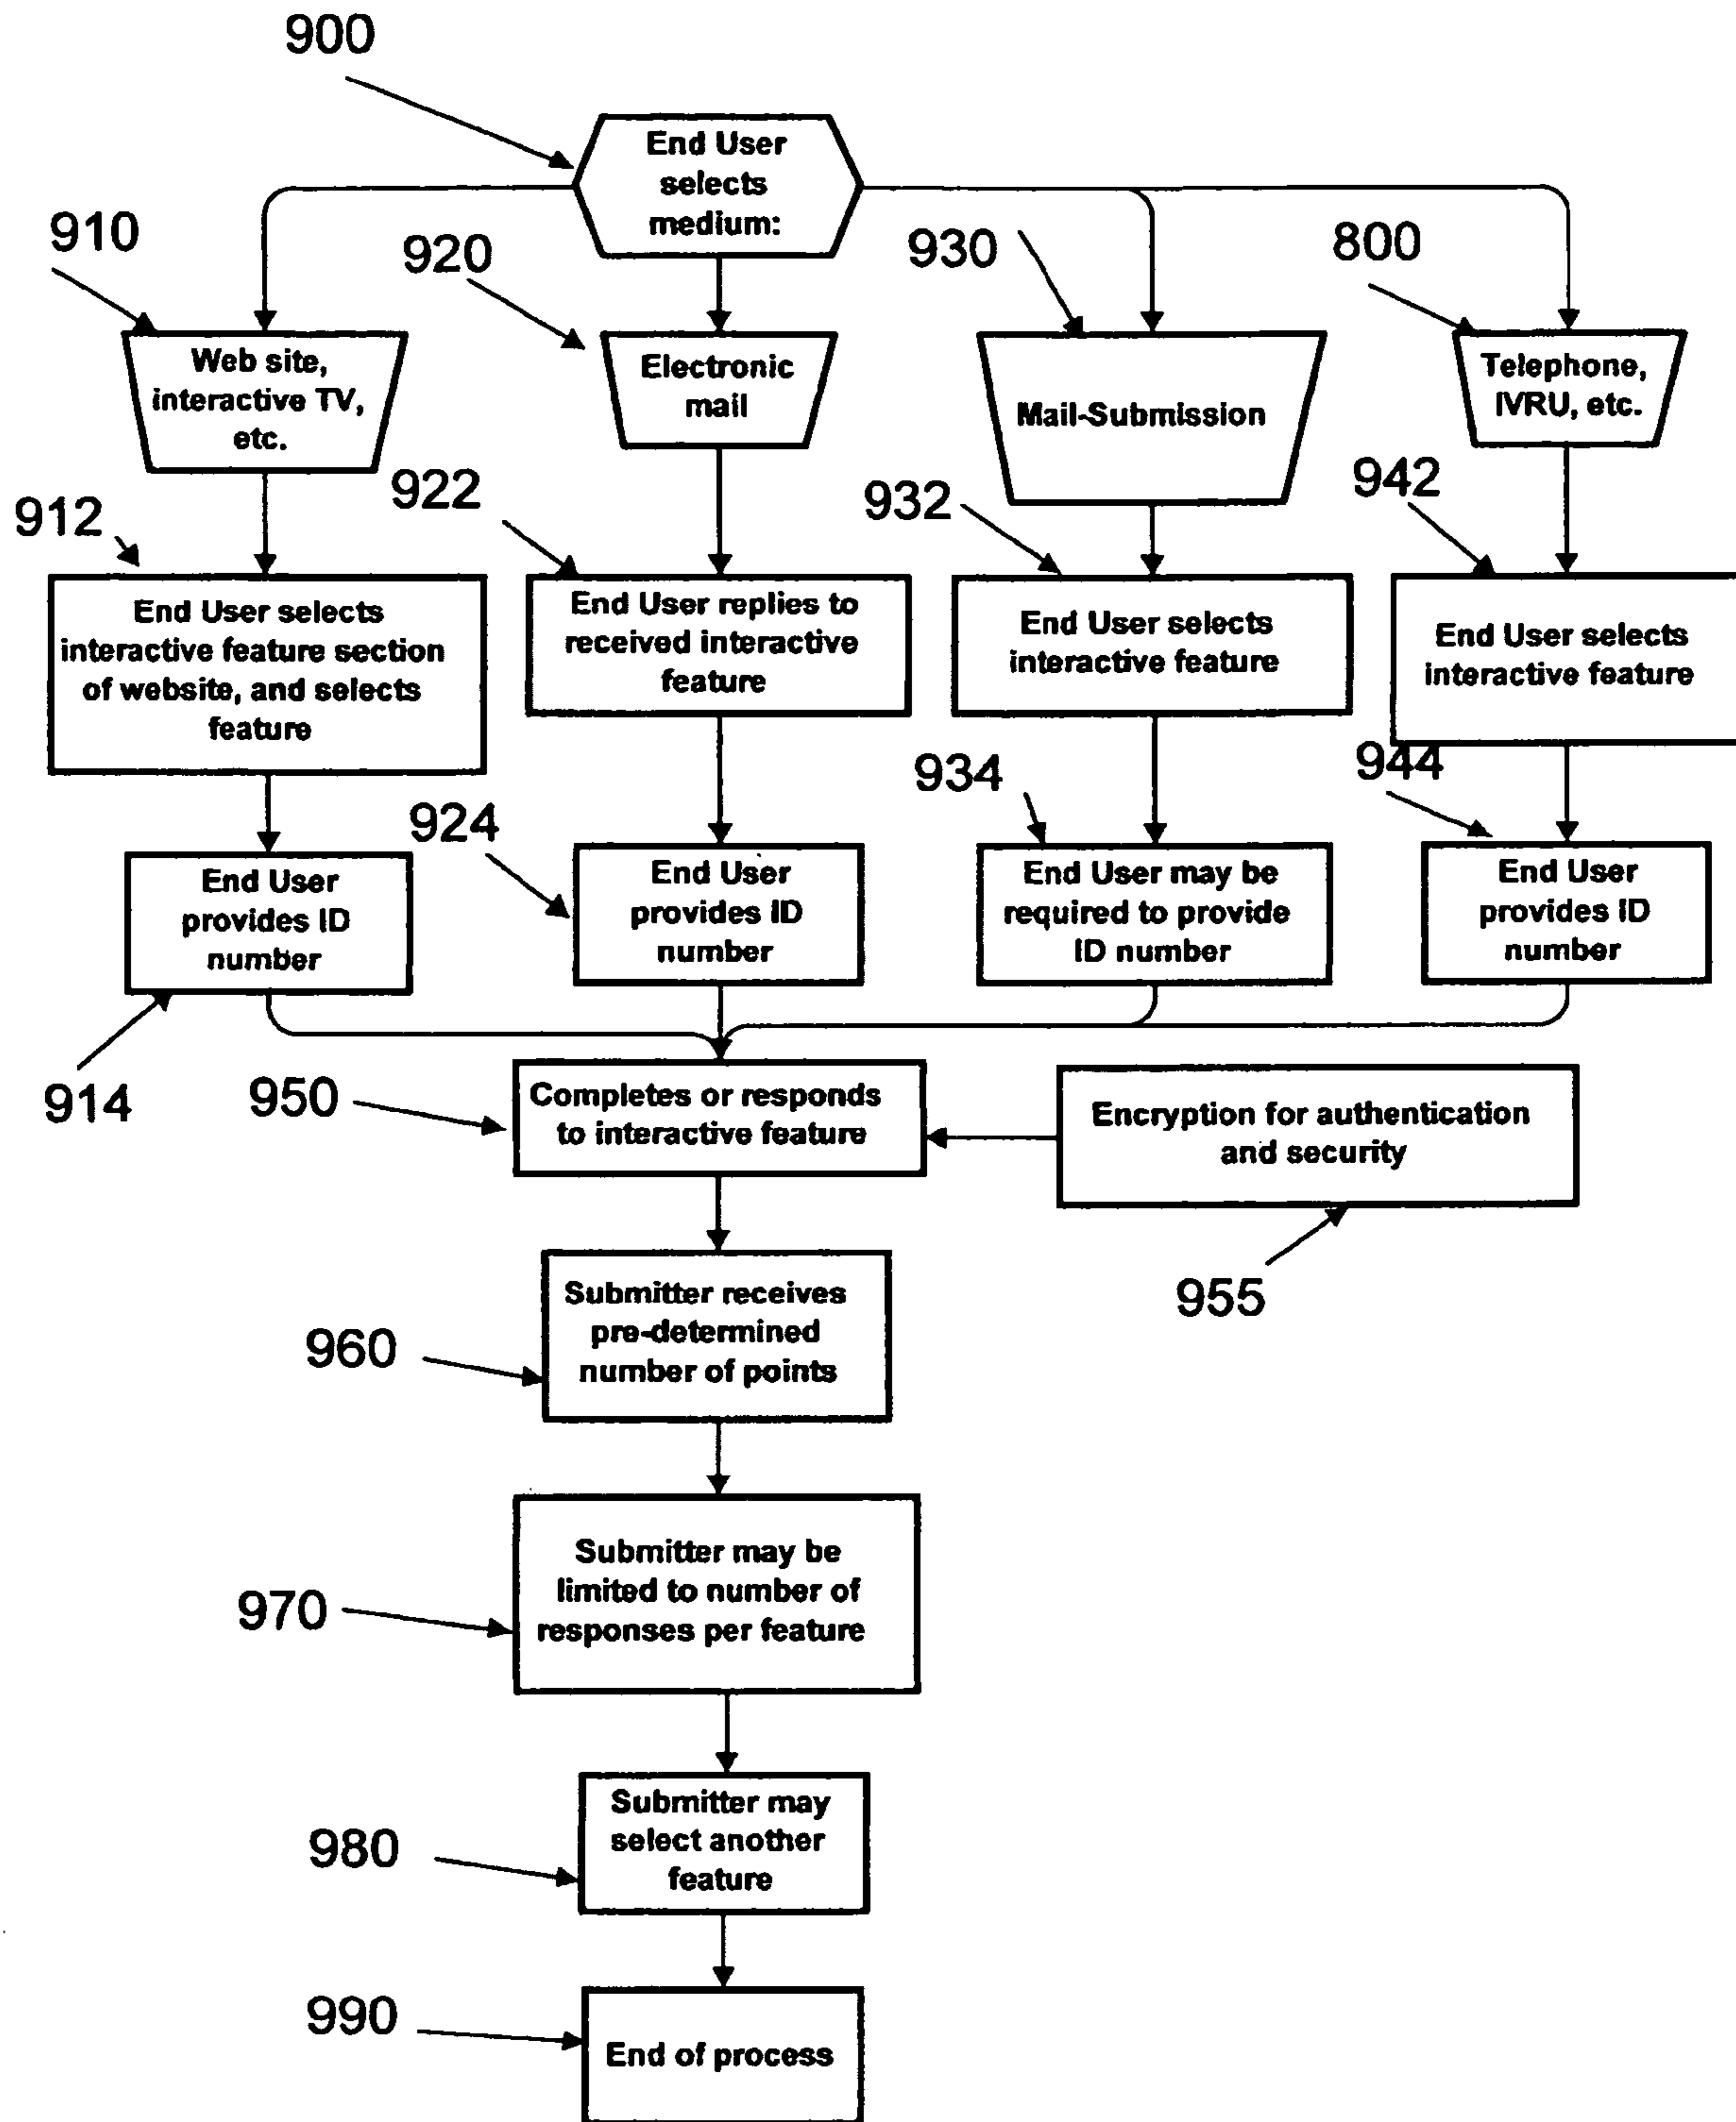 900
End User
selects
medium:
910
920
930
800
Web site,
interactive TV,
etc.
Electronic
mail
Mail-Submission
Telephone,
IVRU, etc.
912
922
932
942
End User selects
interactive feature section
of website, and selects
feature
End User replies to
received interactive
feature
End User selects
interactive feature
End User selects
interactive feature
924
934
944
End User
provides ID
number
End User
provides ID
number
End User may be
required to provide
ID number
End User
provides ID
number
914
950
Completes or responds
to interactive feature
Encryption for authentication
and security
955
960
Submitter receives
pre-determined
number of points
970
Submitter may be
limited to number of
responses per feature
980
Submitter may
select another
feature
990
End of process